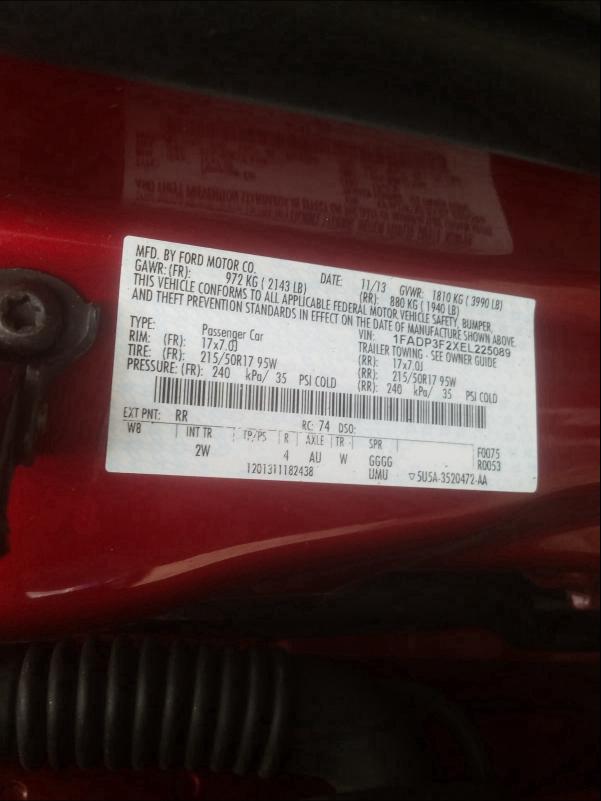 MFD. BY FORD MOTOR CO. DATE: 11/13 GVWR: 1810 KG ( 3990 LB)
GAWR: (FR): 972 KG ( 2143 LB) (RR): 880 KG ( 1940 LB)
THIS VEHICLE CONFORMS TO ALL APPLICABLE FEDERAL MOTOR VEHICLE SAFETY, BUMPER,
AND THEFT PREVENTION STANDARDS IN EFFECT ON THE DATE OF MANUFACTURE SHOWN ABOVE.
VIN: 1FADP3F2XEL225089
TYPE: Passenger Car TRAILER TOWING - SEE OWNER GUIDE
RIM: (FR): 17x7.0J (RR): 17x7.0J
TIRE: (FR): 215/50R17 95W (RR): 215/50R17 95W
PRESSURE: (FR): 240 kPa/ 35 PSI COLD (RR): 240 kPa/ 35 PSI COLD
EXT PNT: RR RC: 74 DSO:
WB INT TR TP/PS R AXLE TR SPR F0075
2W 4 AU W GGGG R0053
1201311182438 UMU ▽5U5A-3520472-AA